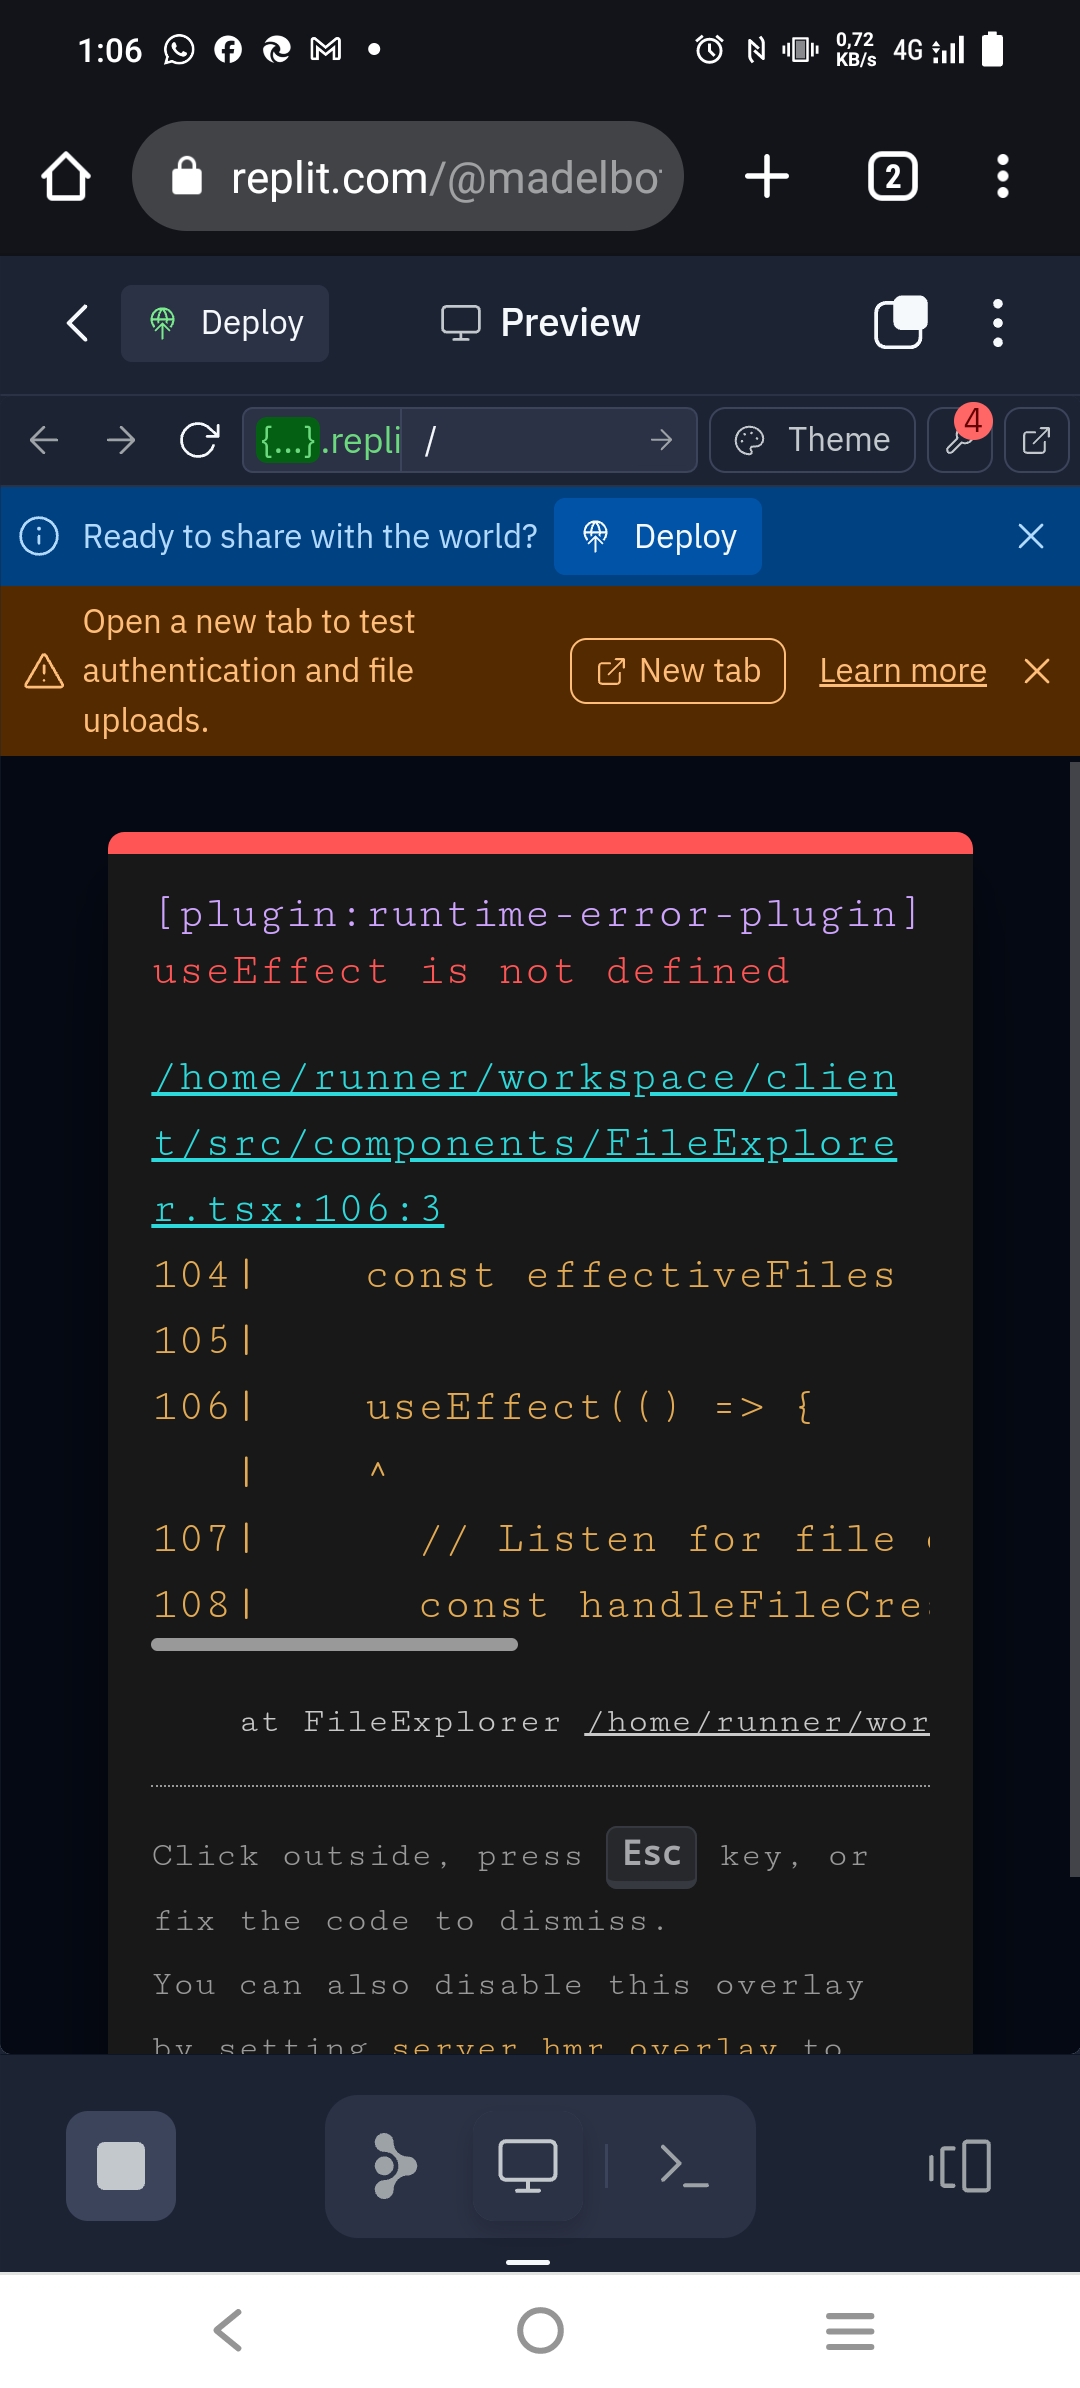 1:06
0,72
KB/s
4G
replit.com/@madelbo
2
Deploy
Preview
{...}.repli
/
Theme
4
Ready to share with the world?
Deploy
Open a new tab to test
authentication and file
uploads.
New tab
Learn more
[plugin:runtime-error-plugin]
useEffect is not defined
/home/runner/workspace/clien
t/src/components/FileExplore
r.tsx:106:3
104|    const effectiveFiles
105|
106|    useEffect(() => {
|    ^
107|      // Listen for file
108|      const handleFileCre
at FileExplorer /home/runner/wor
Click outside, press Esc key, or
fix the code to dismiss.
You can also disable this overlay
by setting server.hmr.overlay to